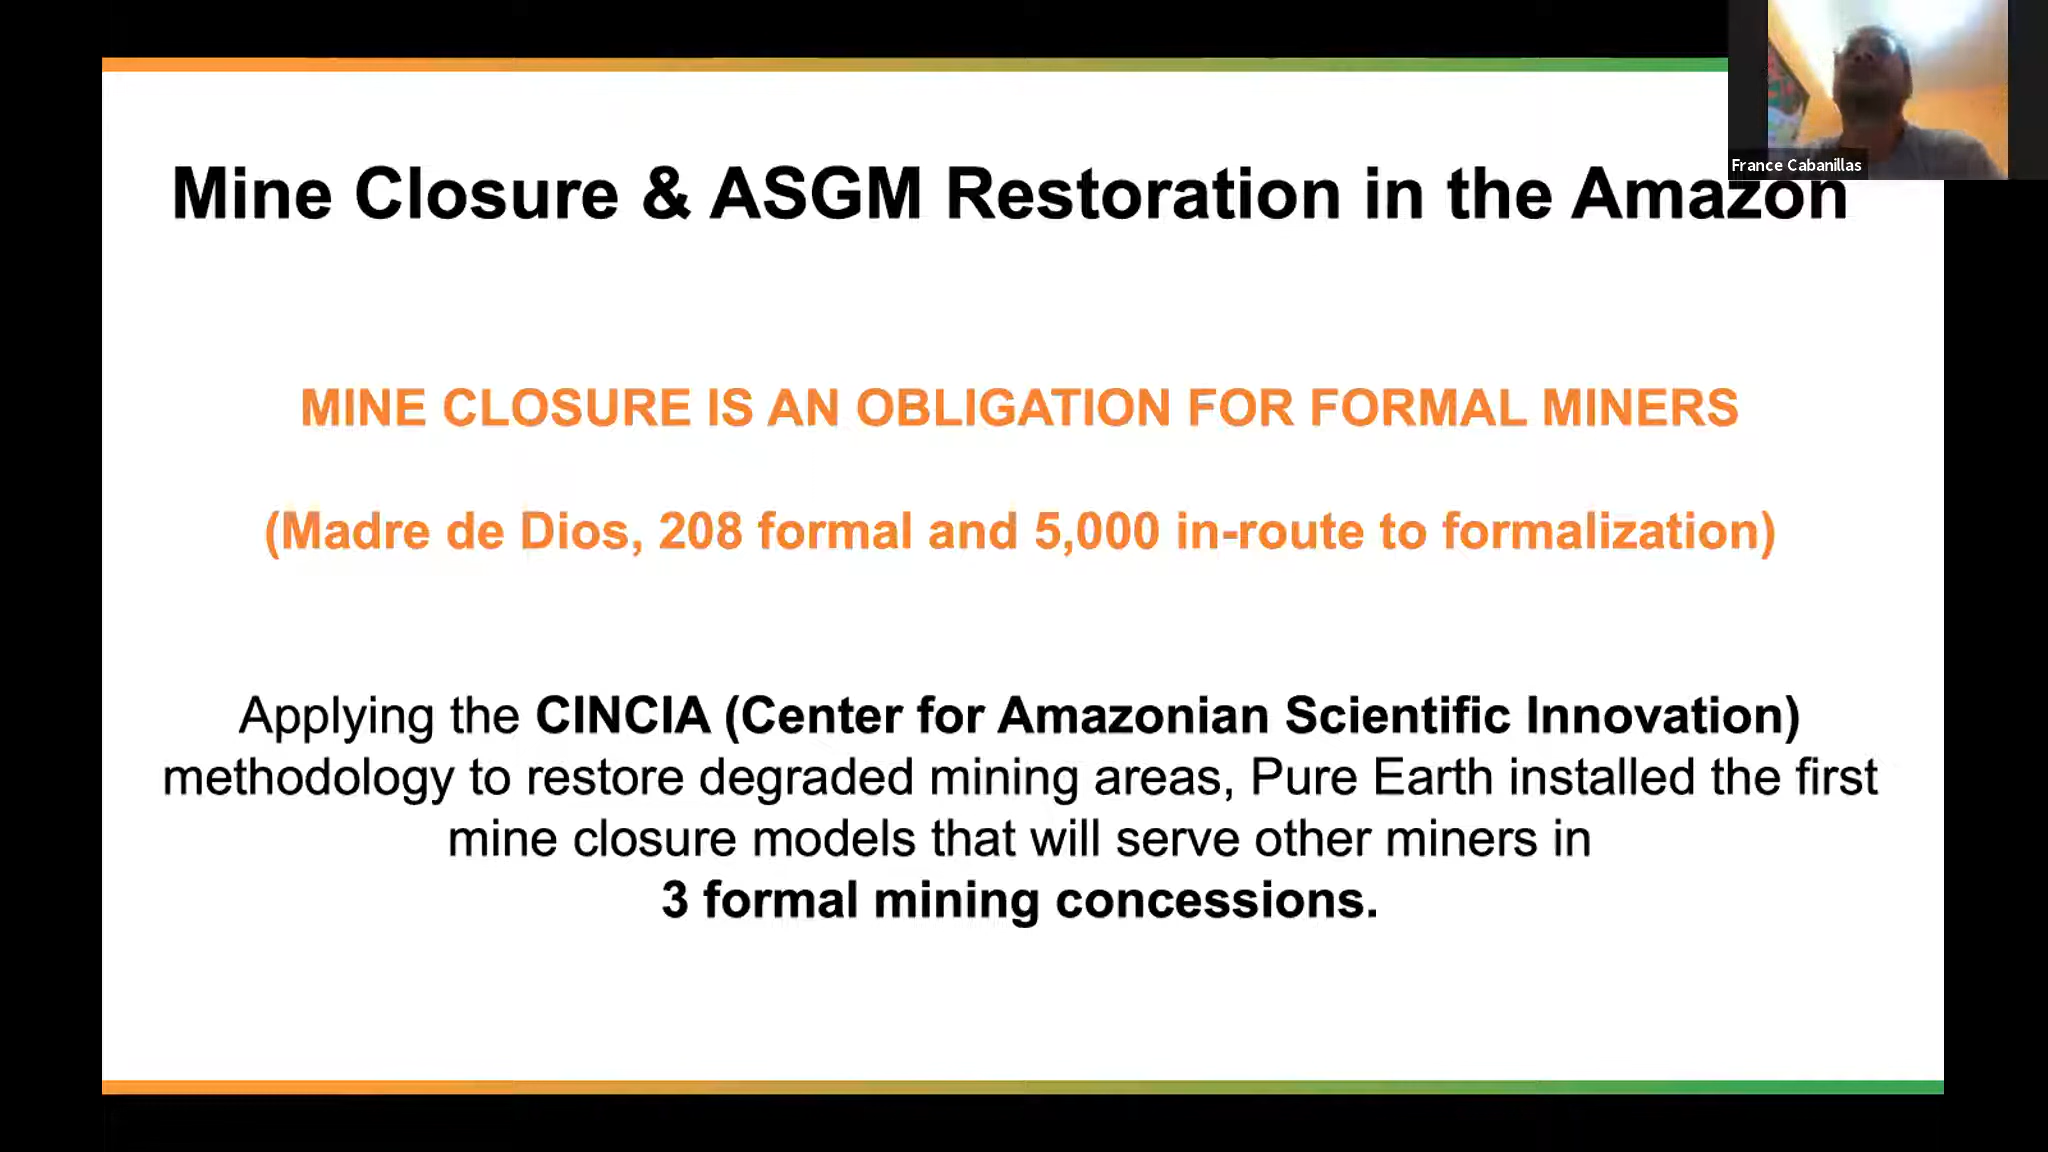 Mine Closure & ASGM Restoration in the Amazon
France Cabanillas
MINE CLOSURE IS AN OBLIGATION FOR FORMAL MINERS
(Madre de Dios, 208 formal and 5,000 in-route to formalization)
Applying the CINCIA (Center for Amazonian Scientific Innovation)
methodology to restore degraded mining areas, Pure Earth installed the first
mine closure models that will serve other miners in
3 formal mining concessions.